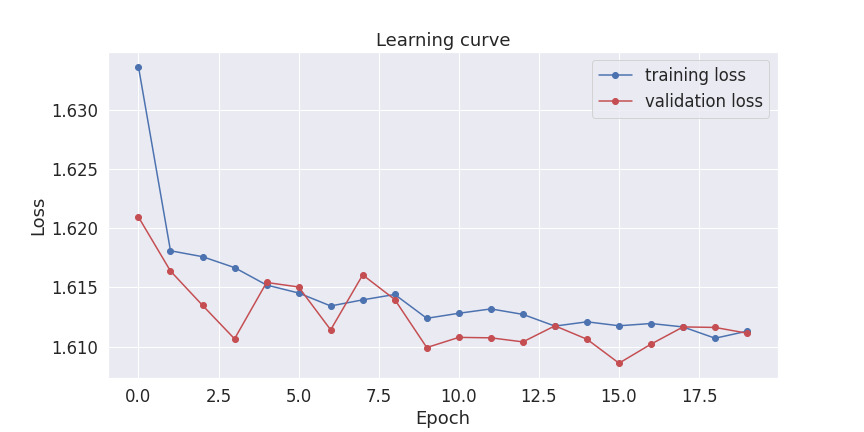 Learning curve
training loss
validation loss
Loss
1.630
1.625
1.620
1.615
1.610
0.0 2.5 5.0 7.5 10.0 12.5 15.0 17.5
Epoch